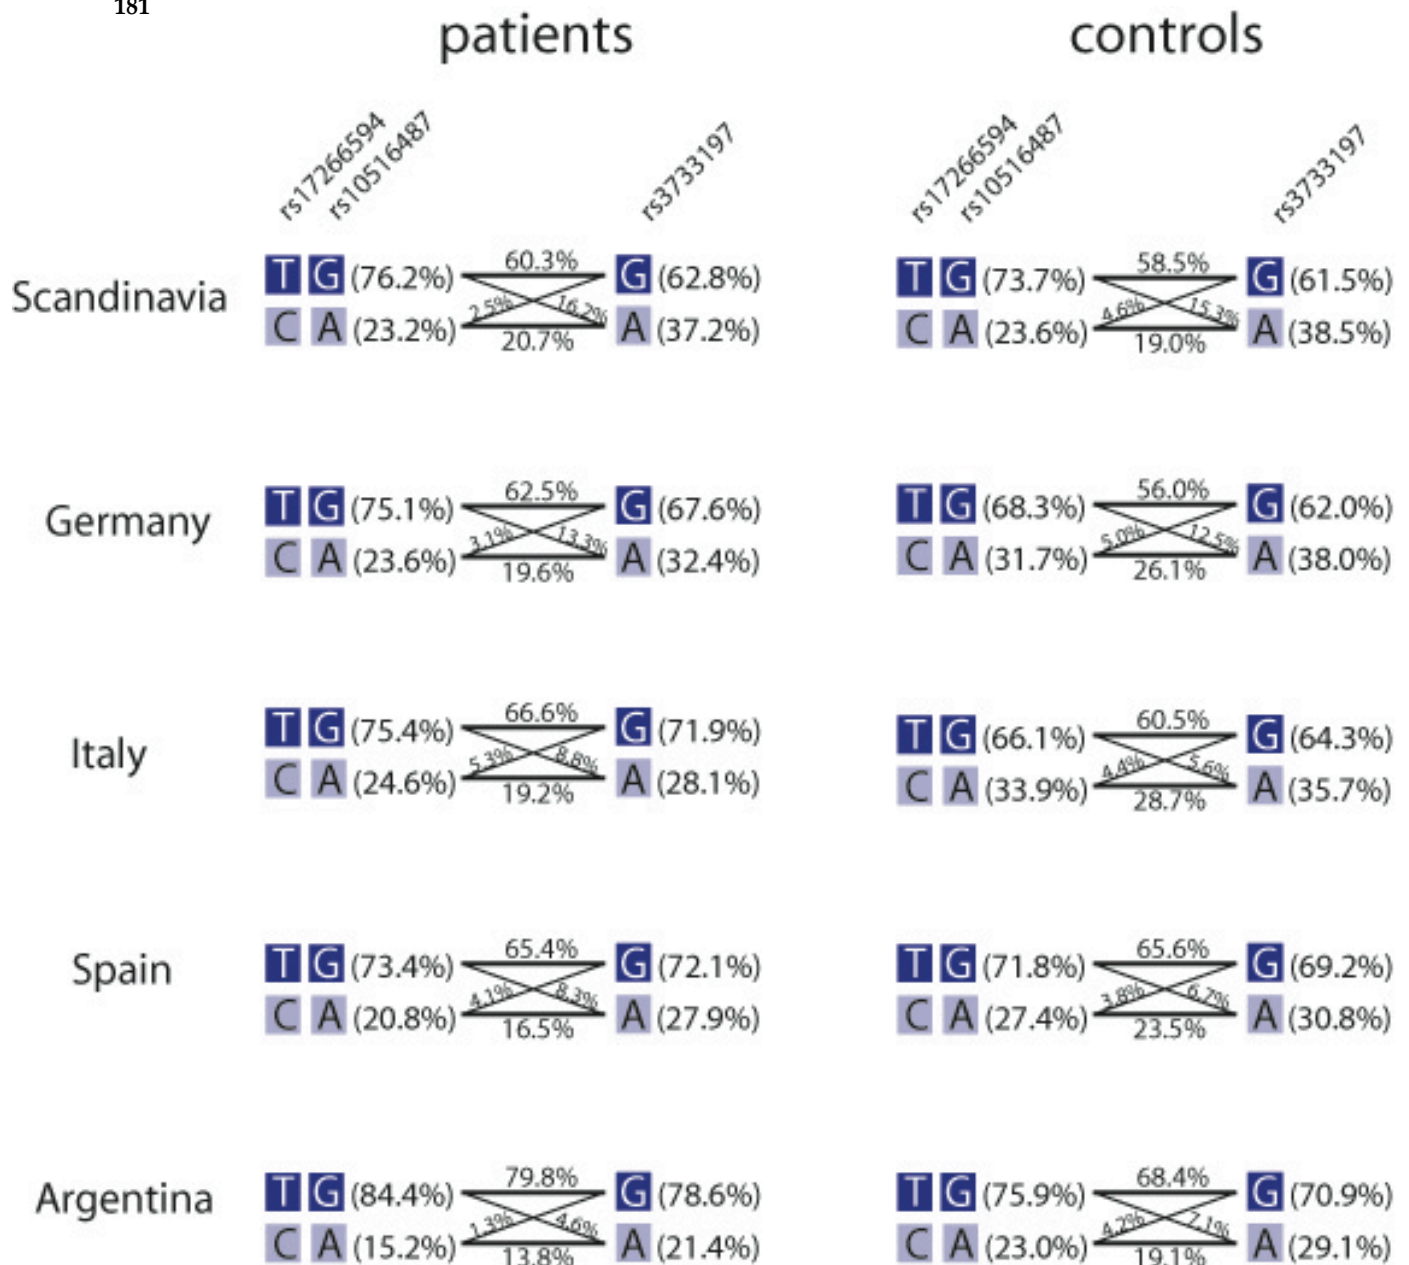 181
patients controls
rs17266594 rs10516487 rs3733197 rs17266594 rs10516487 rs3733197
60.3% 58.5%
T G (76.2%) G (62.8%) T G (73.7%) G (61.5%)
Scandinavia 2.5% 16.2% 4.6% 15.3%
C A (23.2%) A (37.2%) C A (23.6%) A (38.5%)
20.7% 19.0%
62.5% 56.0%
T G (75.1%) G (67.6%) T G (68.3%) G (62.0%)
Germany 3.1% 13.3% 5.0% 12.5%
C A (23.6%) A (32.4%) C A (31.7%) A (38.0%)
19.6% 26.1%
66.6% 60.5%
T G (75.4%) G (71.9%) T G (66.1%) G (64.3%)
Italy 5.3% 8.8% 4.4% 5.6%
C A (24.6%) A (28.1%) C A (33.9%) A (35.7%)
19.2% 28.7%
65.4% 65.6%
T G (73.4%) G (72.1%) T G (71.8%) G (69.2%)
Spain 4.1% 8.3% 3.8% 6.7%
C A (20.8%) A (27.9%) C A (27.4%) A (30.8%)
16.5% 23.5%
79.8% 68.4%
T G (84.4%) G (78.6%) T G (75.9%) G (70.9%)
Argentina 1.3% 4.6% 4.2% 7.1%
C A (15.2%) A (21.4%) C A (23.0%) A (29.1%)
13.8% 19.1%